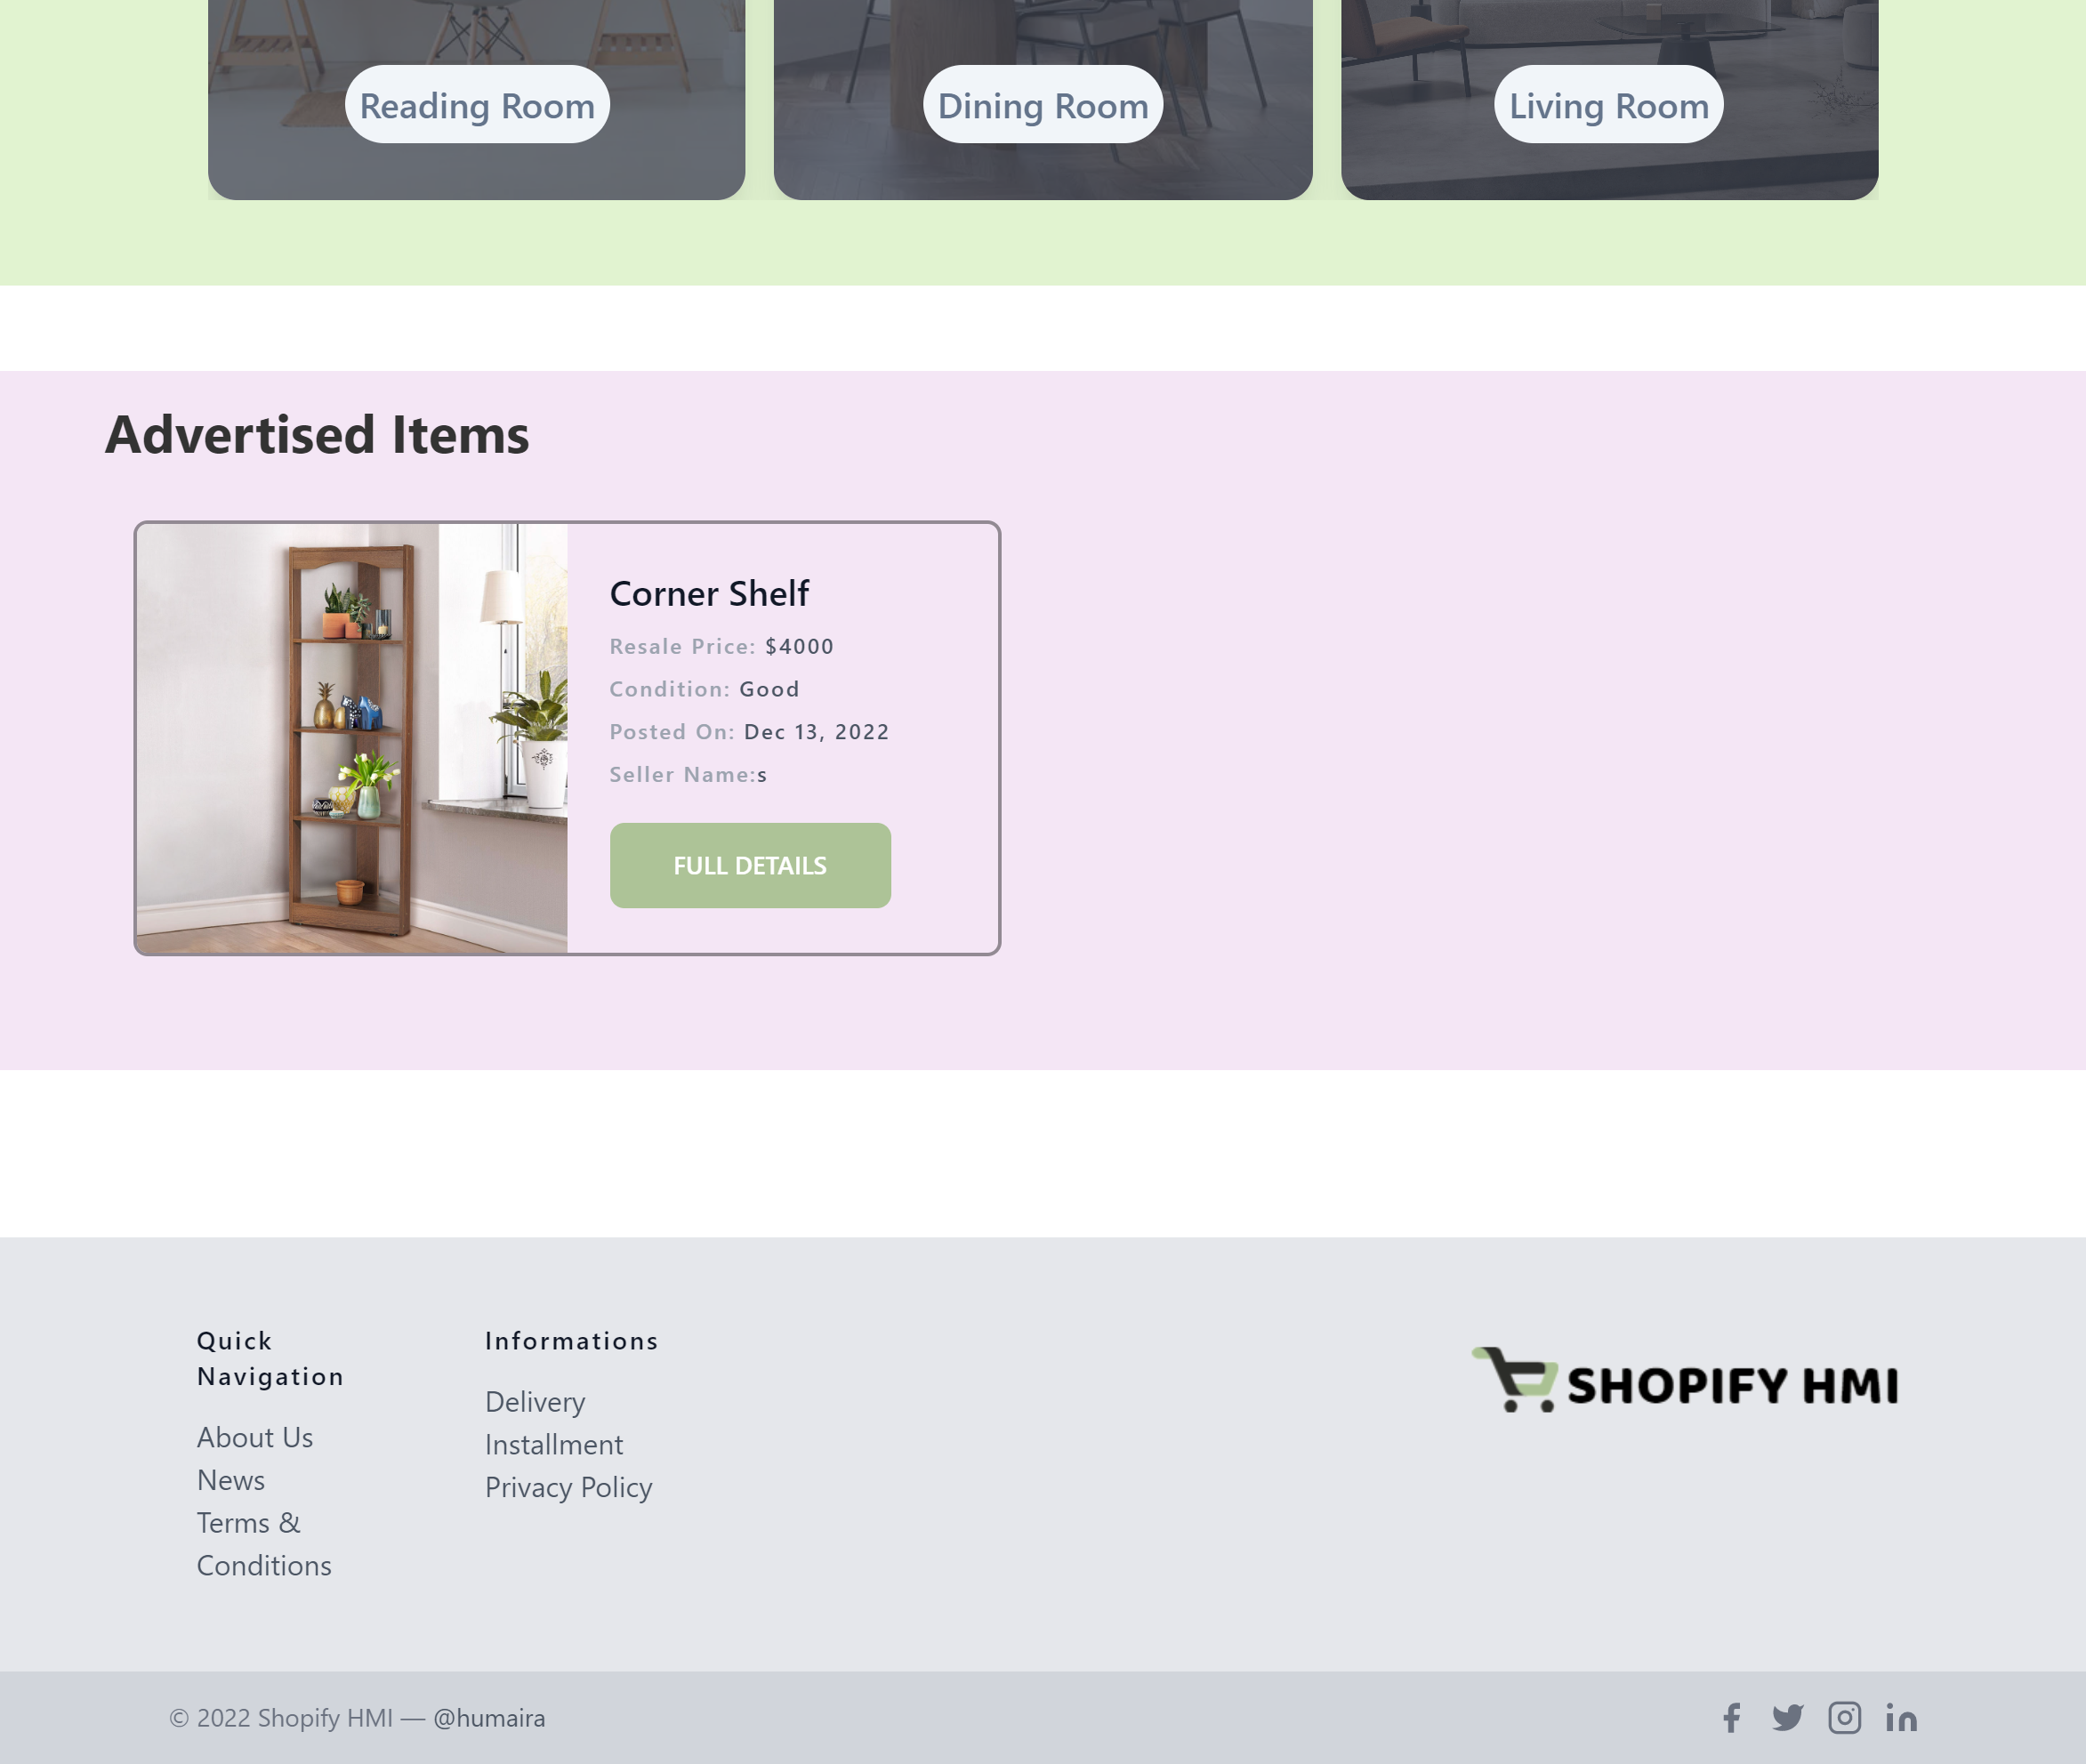 Reading Room
Dining Room
Living Room
Advertised Items
Corner Shelf
Resale Price: $4000
Condition: Good
Posted On: Dec 13, 2022
Seller Name:s
FULL DETAILS
Quick
Navigation
About Us
News
Terms &
Conditions
Informations
Delivery
Installment
Privacy Policy
SHOPIFY HMI
© 2022 Shopify HMI — @humaira